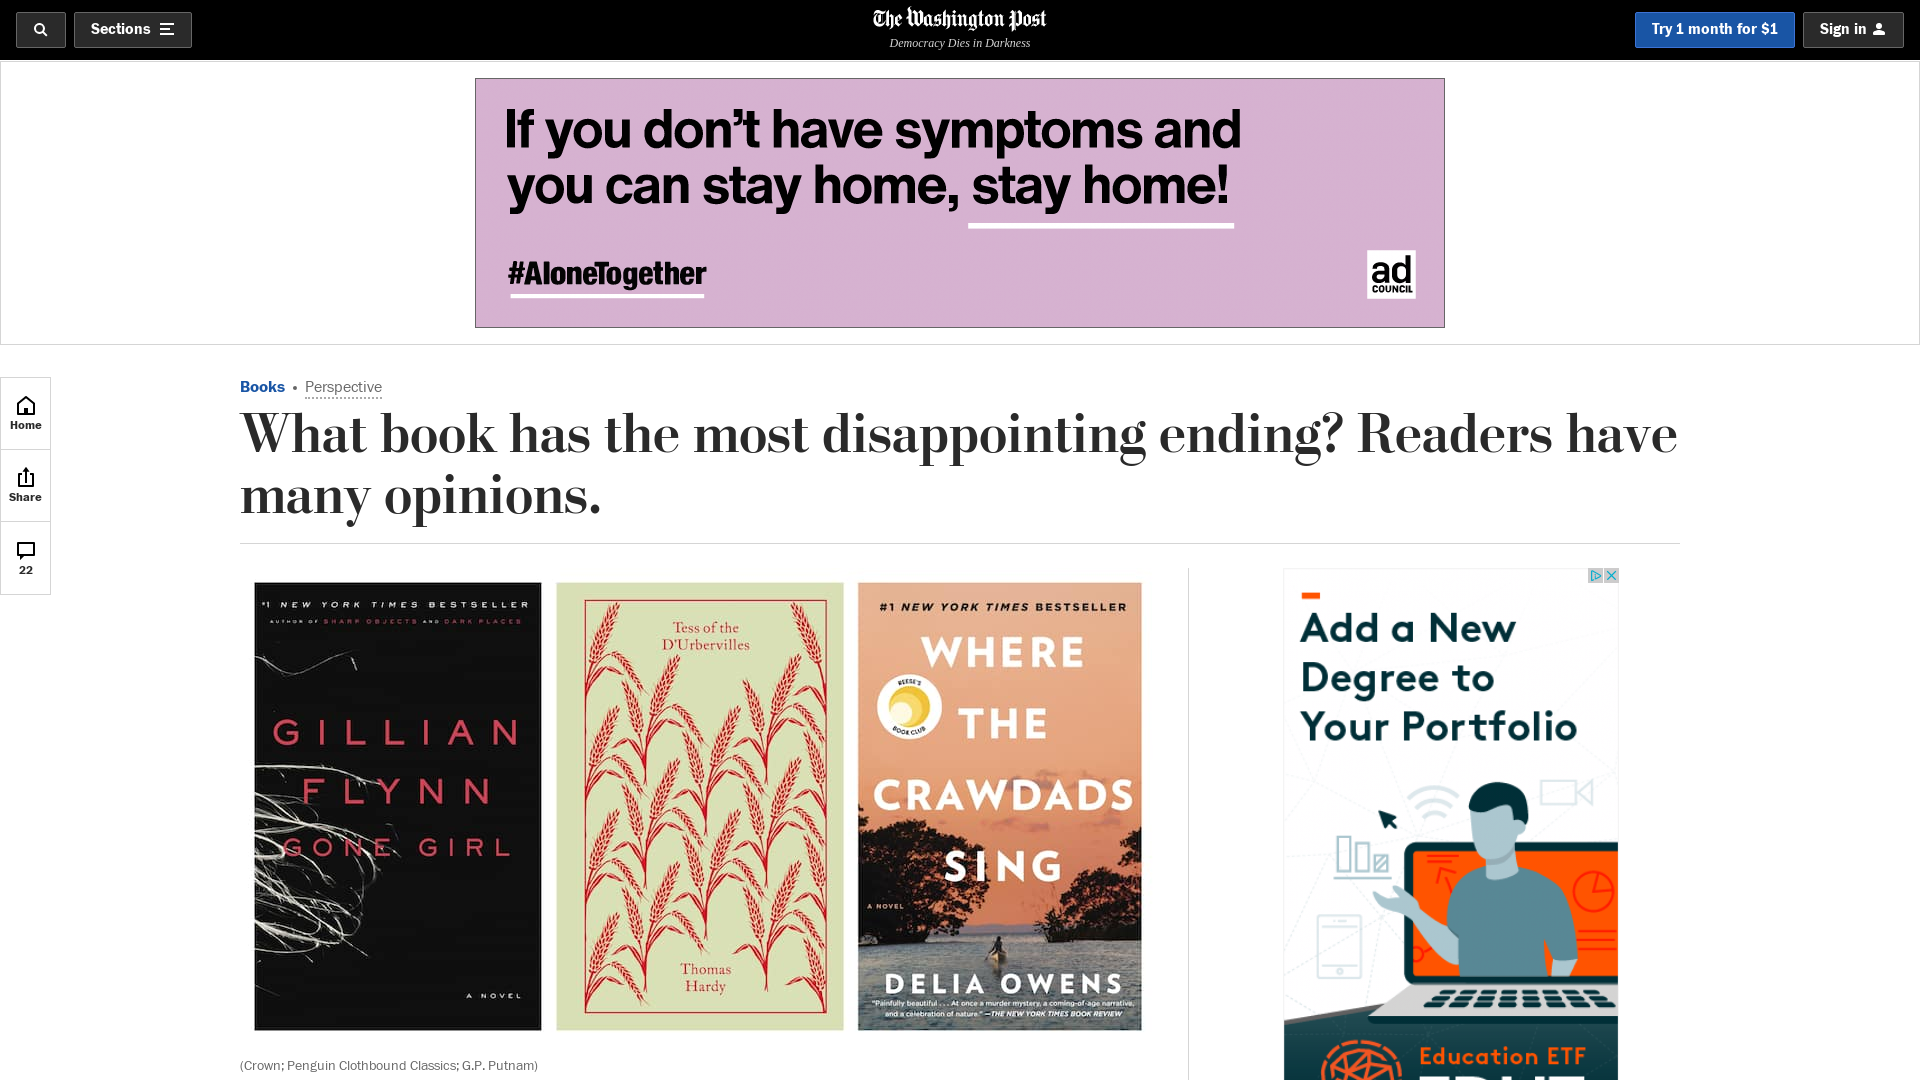 Sections
The Washington Post
Democracy Dies in Darkness
Try 1 month for $1
Sign in
If you don’t have symptoms and
you can stay home, stay home!
#AloneTogether
ad
COUNCIL
Home
Share
22
Books • Perspective
What book has the most disappointing ending? Readers have
many opinions.
#1 NEW YORK TIMES BESTSELLER
AUTHOR OF SHARP OBJECTS AND DARK PLACES
GILLIAN
FLYNN
GONE GIRL
A NOVEL
Tess of the
D'Urbervilles
Thomas
Hardy
#1 NEW YORK TIMES BESTSELLER
WHERE
REESE'S
BOOK CLUB
THE
CRAWDADS
SING
A NOVEL
DELIA OWENS
"Painfully beautiful . . . At once a murder mystery, a coming-of-age narrative,
and a celebration of nature." —THE NEW YORK TIMES BOOK REVIEW
(Crown; Penguin Clothbound Classics; G.P. Putnam)
Add a New
Degree to
Your Portfolio
Education ETF